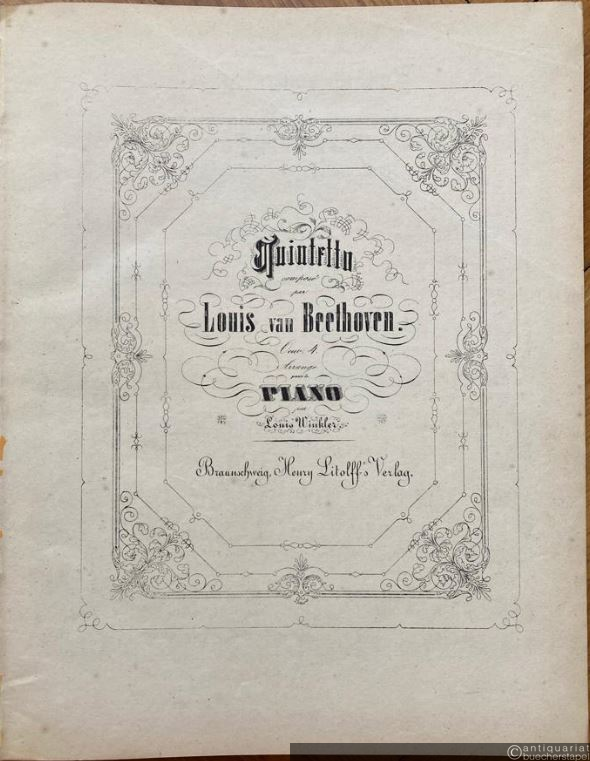 Quintetto
composé
par
Louis van Beethoven.
Oeuv. 4.
Arrangé
pour le
PIANO
par
Louis Winkler.
Braunschweig, Henry Litolff's Verlag.
© antiquariat
buecherstapel